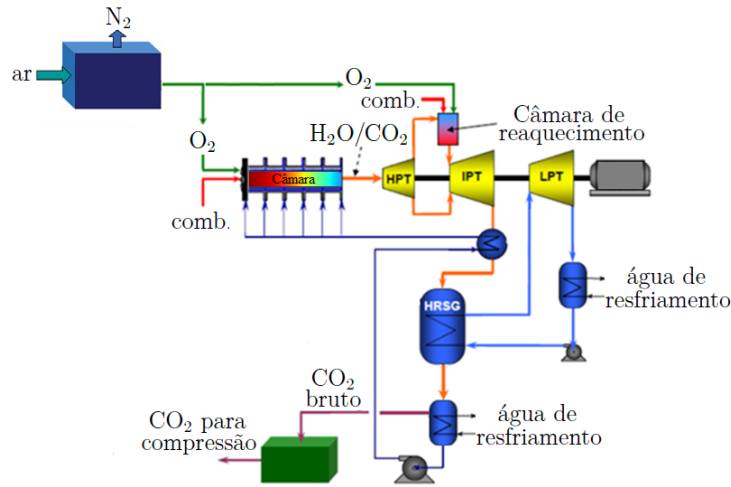 N₂
ar
O₂
comb.
Câmara de
reaquecimento
O₂
H₂O/CO₂
Câmara
HPT
IPT
LPT
comb.
água de
resfriamento
HRSG
CO₂
bruto
CO₂ para
compressão
água de
resfriamento